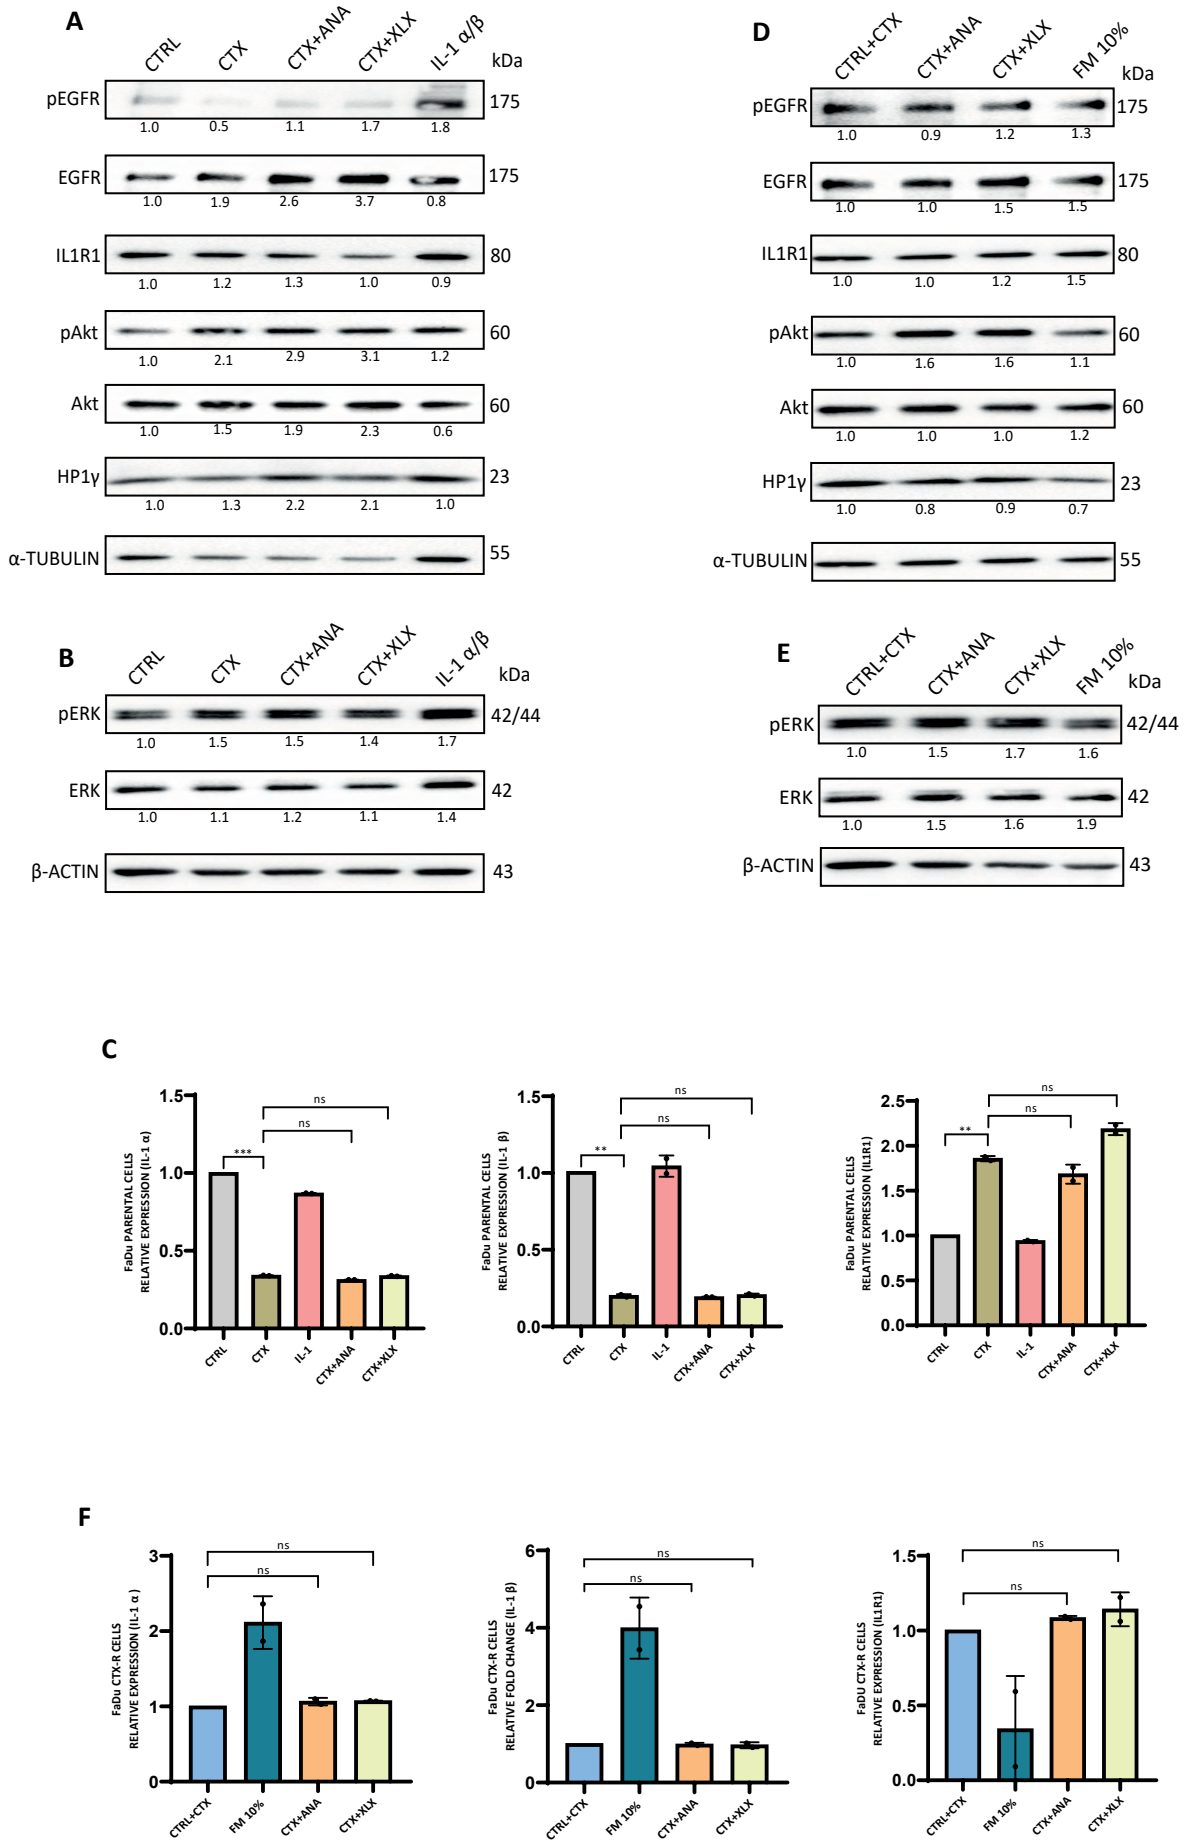 A
CTRL CTX CTX+ANA CTX+XLX IL-1 α/β kDa
pEGFR 175
1.0 0.5 1.1 1.7 1.8
EGFR 175
1.0 1.9 2.6 3.7 0.8
IL1R1 80
1.0 1.2 1.3 1.0 0.9
pAkt 60
1.0 2.1 2.9 3.1 1.2
Akt 60
1.0 1.5 1.9 2.3 0.6
HP1γ 23
1.0 1.3 2.2 2.1 1.0
α-TUBULIN 55
D
CTRL+CTX CTX+ANA CTX+XLX FM 10% kDa
pEGFR 175
1.0 0.9 1.2 1.3
EGFR 175
1.0 1.0 1.5 1.5
IL1R1 80
1.0 1.0 1.2 1.5
pAkt 60
1.0 1.6 1.6 1.1
Akt 60
1.0 1.0 1.0 1.2
HP1γ 23
1.0 0.8 0.9 0.7
α-TUBULIN 55
B
CTRL CTX CTX+ANA CTX+XLX IL-1 α/β kDa
pERK 42/44
1.0 1.5 1.5 1.4 1.7
ERK 42
1.0 1.1 1.2 1.1 1.4
β-ACTIN 43
E
CTRL+CTX CTX+ANA CTX+XLX FM 10% kDa
pERK 42/44
1.0 1.5 1.7 1.6
ERK 42
1.0 1.5 1.6 1.9
β-ACTIN 43
C
FaDu PARENTAL CELLS
RELATIVE EXPRESSION (IL-1 α)
1.5
1.0
0.5
0.0
ns
ns
***
CTRL CTX IL-1 CTX+ANA CTX+XLX
FaDu PARENTAL CELLS
RELATIVE EXPRESSION (IL-1 β)
1.5
1.0
0.5
0.0
ns
ns
**
CTRL CTX IL-1 CTX+ANA CTX+XLX
FaDu PARENTAL CELLS
RELATIVE EXPRESSION (IL1R1)
2.5
2.0
1.5
1.0
0.5
0.0
ns
ns
**
CTRL CTX IL-1 CTX+ANA CTX+XLX
F
FaDu CTX-R CELLS
RELATIVE EXPRESSION (IL-1 α)
3
2
1
0
ns
ns
CTRL+CTX FM 10% CTX+ANA CTX+XLX
FaDu CTX-R CELLS
RELATIVE FOLD CHANGE (IL-1 β)
6
4
2
0
ns
ns
CTRL+CTX FM 10% CTX+ANA CTX+XLX
FaDu CTX-R CELLS
RELATIVE EXPRESSION (IL1R1)
1.5
1.0
0.5
0.0
ns
ns
CTRL+CTX FM 10% CTX+ANA CTX+XLX